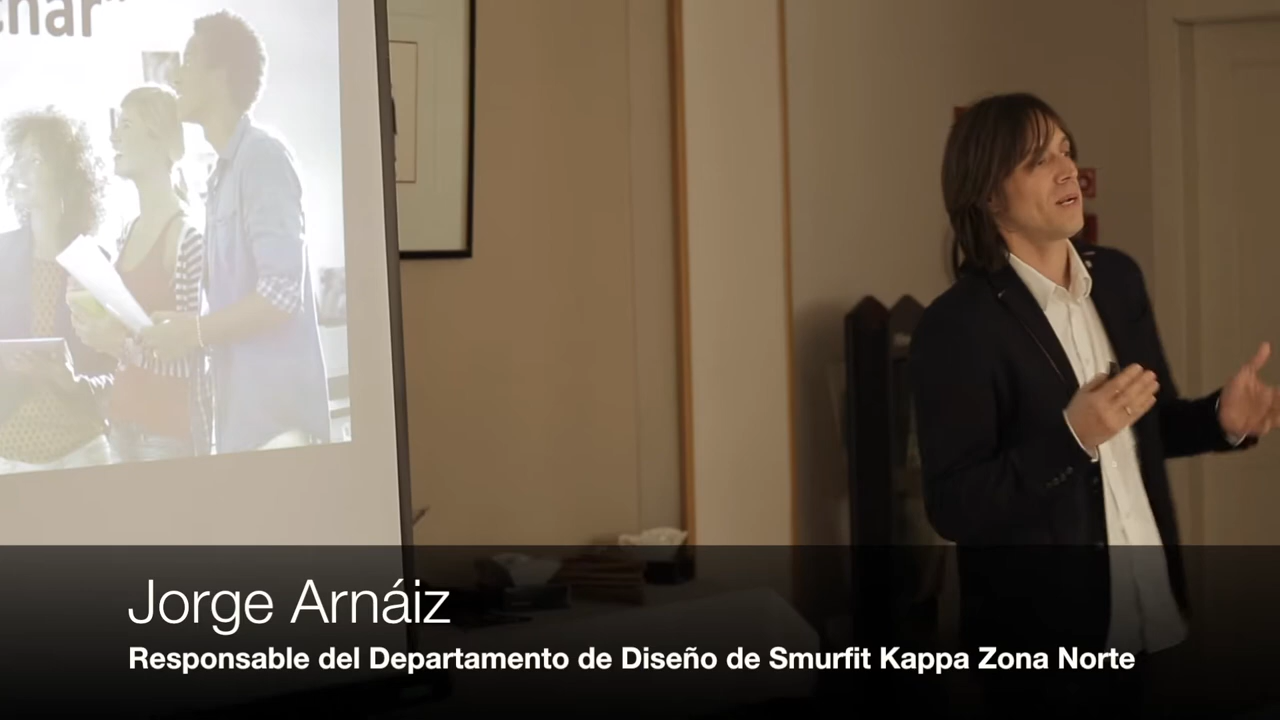 Jorge Arnáiz
Responsable del Departamento de Diseño de Smurfit Kappa Zona Norte